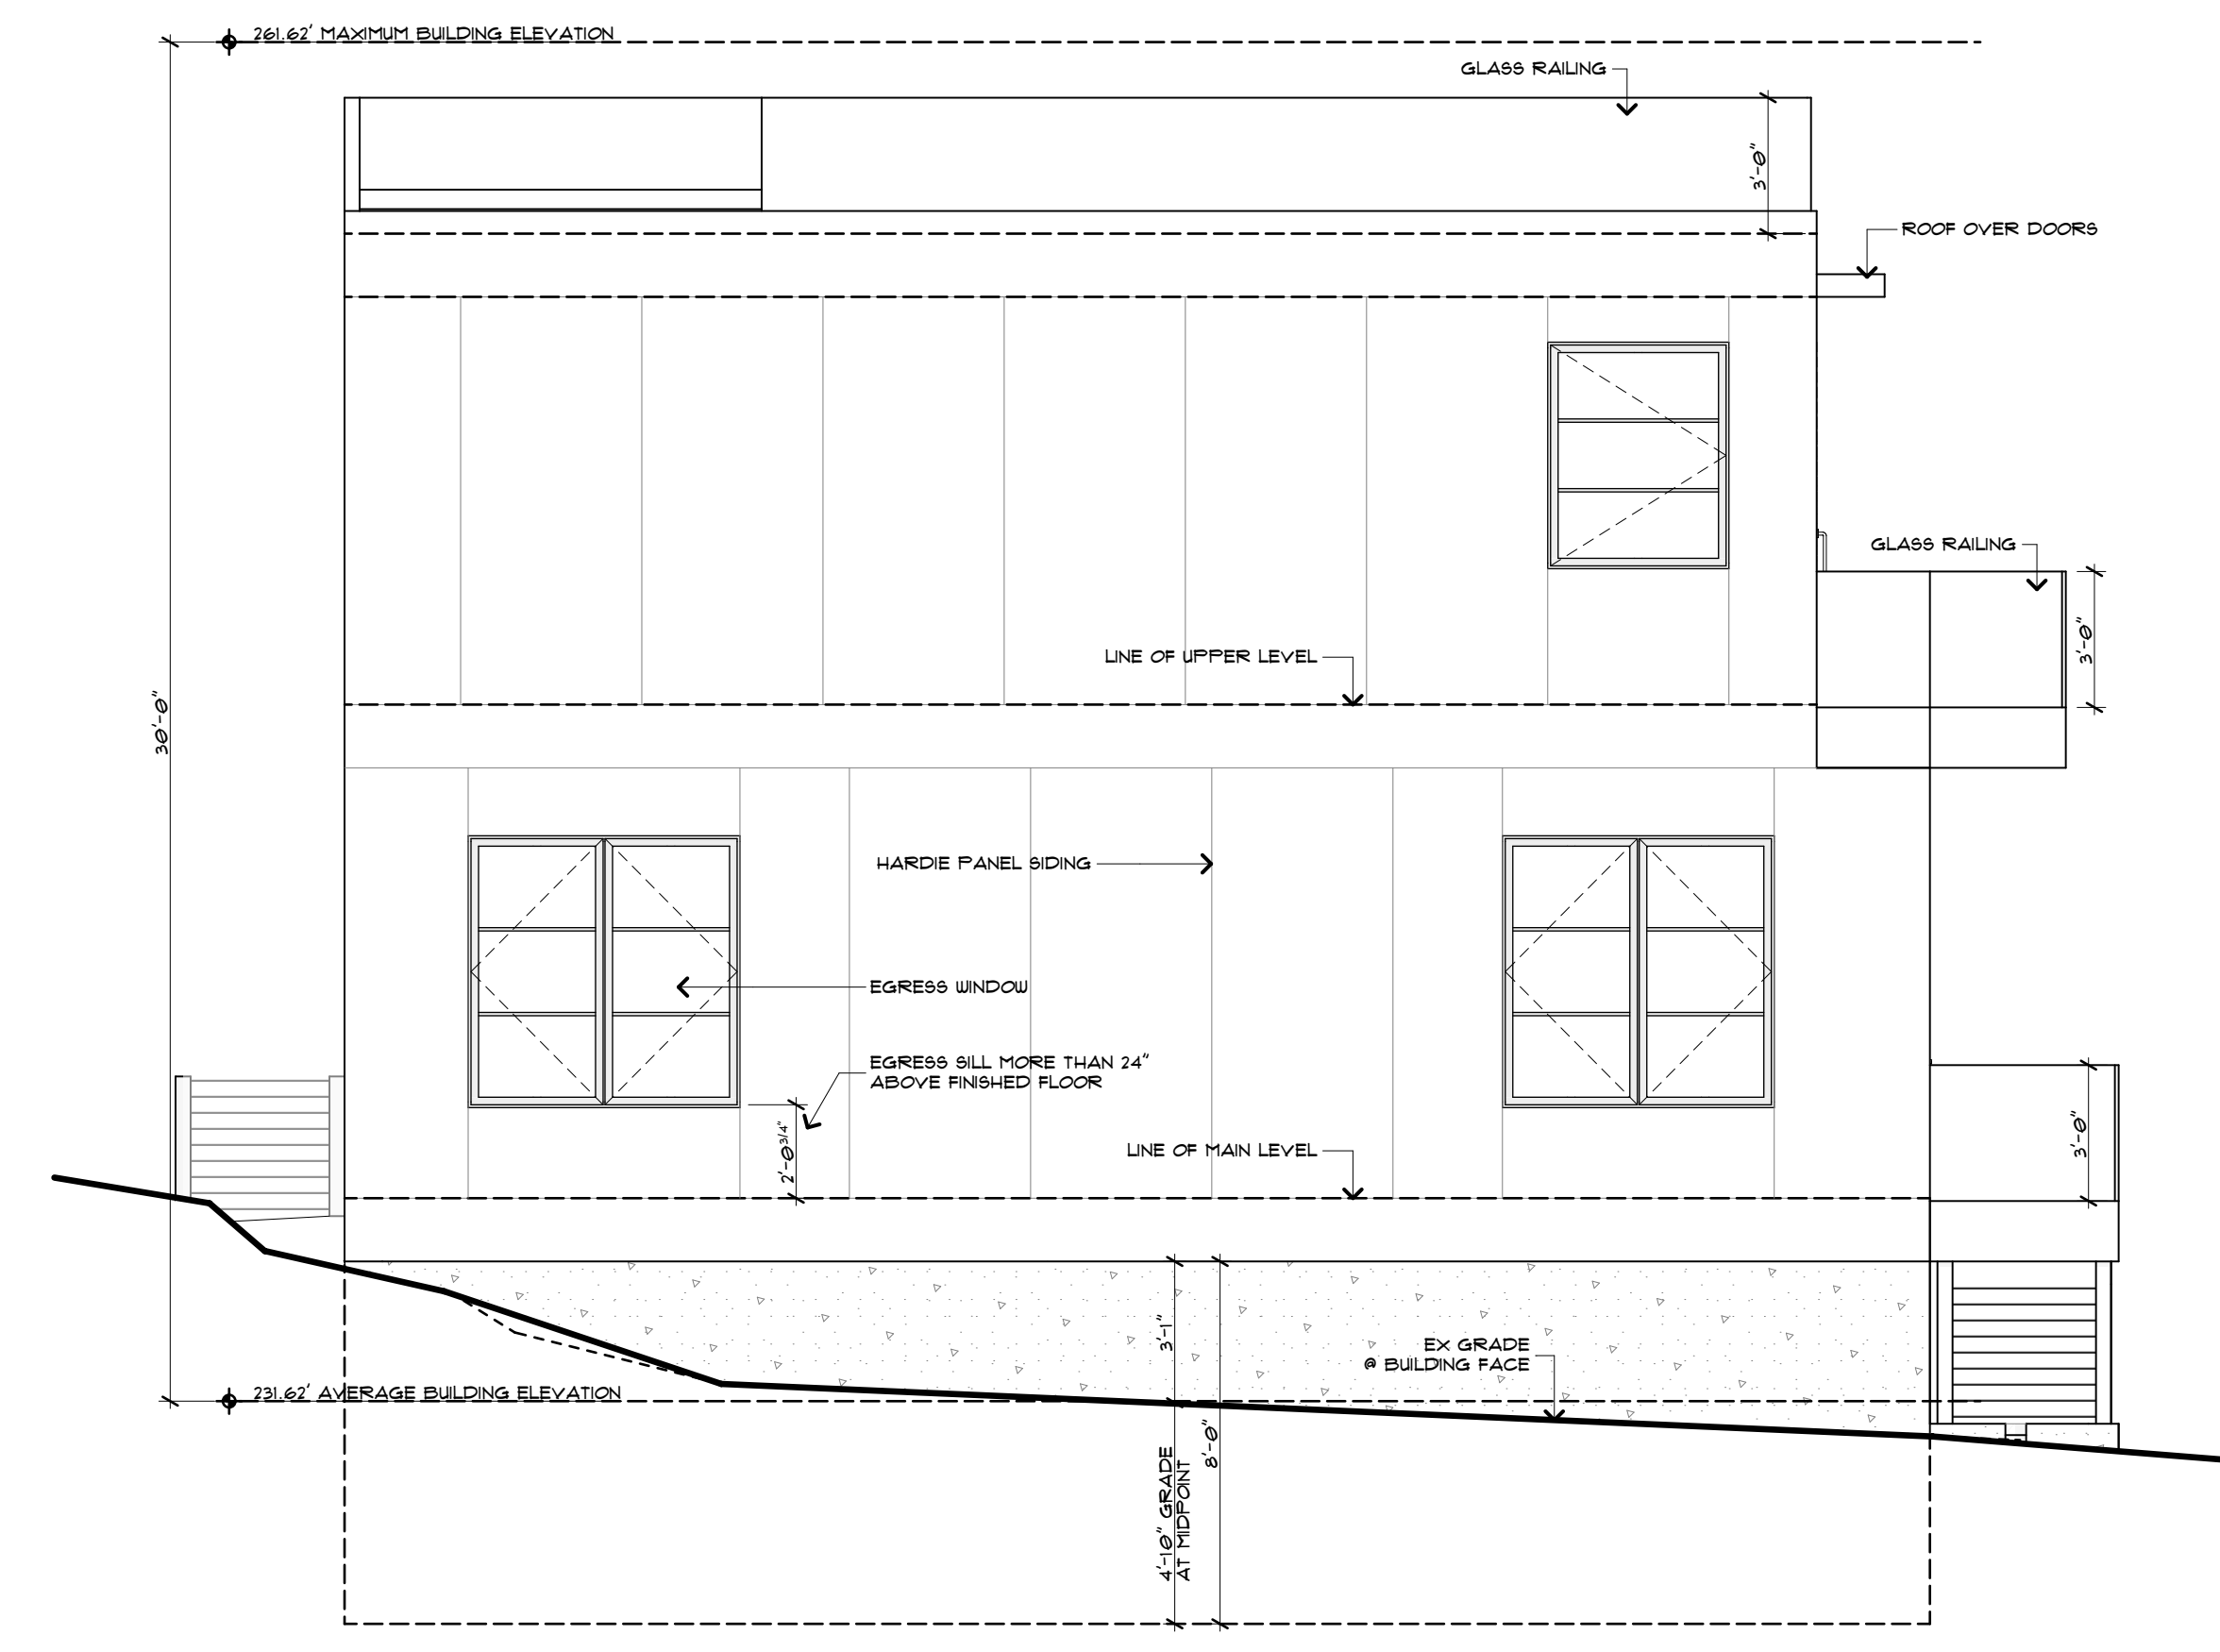 261.62' MAXIMUM BUILDING ELEVATION
GLASS RAILING
3'-0"
ROOF OVER DOORS
GLASS RAILING
3'-0"
LINE OF UPPER LEVEL
30'-0"
HARDIE PANEL SIDING
EGRESS WINDOW
EGRESS SILL MORE THAN 24"
ABOVE FINISHED FLOOR
2'-0 3/4"
LINE OF MAIN LEVEL
3'-0"
3'-1"
EX GRADE
@ BUILDING FACE
231.62' AVERAGE BUILDING ELEVATION
4'-10" GRADE
AT MIDPOINT
8'-0"